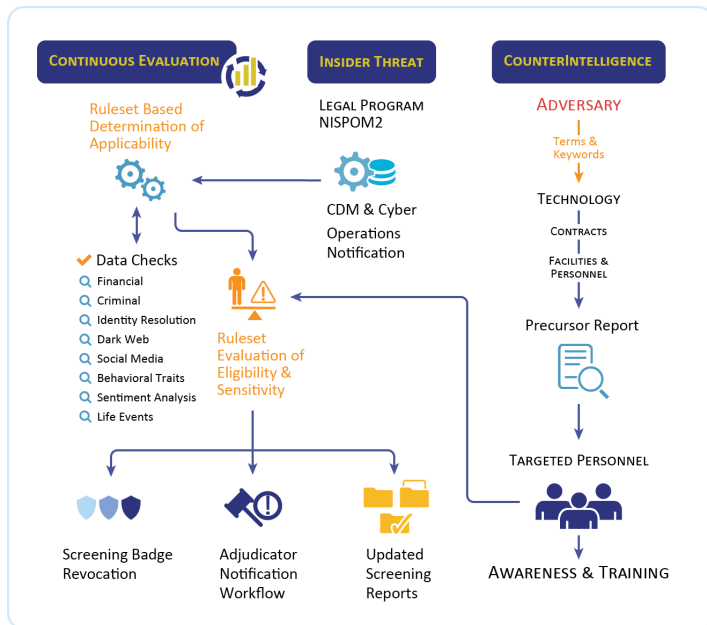 CONTINUOUS EVALUATION
Ruleset Based
Determination of
Applicability
Data Checks
Financial
Criminal
Identity Resolution
Dark Web
Social Media
Behavioral Traits
Sentiment Analysis
Life Events
Ruleset
Evaluation of
Eligibility &
Sensitivity
Screening Badge
Revocation
Adjudicator
Notification
Workflow
Updated
Screening
Reports
INSIDER THREAT
LEGAL PROGRAM
NISPOM2
CDM & Cyber
Operations
Notification
COUNTERINTELLIGENCE
ADVERSARY
Terms &
Keywords
TECHNOLOGY
CONTRACTS
FACILITIES &
PERSONNEL
Precursor Report
TARGETED PERSONNEL
AWARENESS & TRAINING